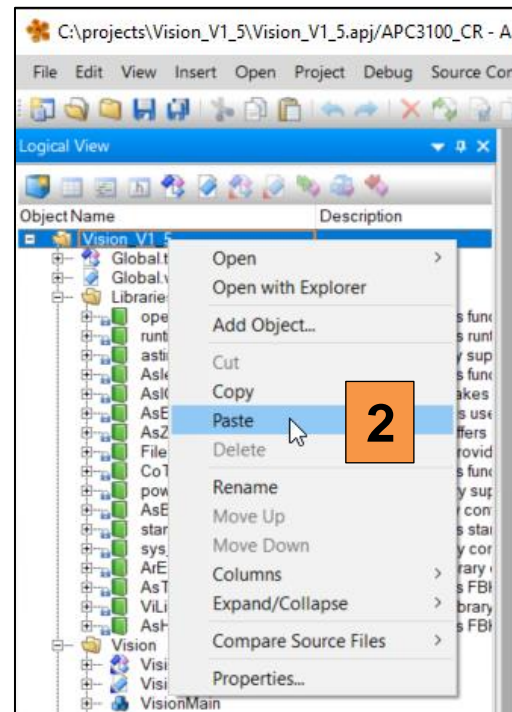 C:\projects\Vision_V1_5\Vision_V1_5.apj/APC3100_CR - A
File Edit View Insert Open Project Debug Source Con
Logical View
Object Name Description
Vision_V1_5
Global.t
Global.v
Librarie
ope
runt
asti
AsIe
AsIO
AsE
AsZ
File
CoT
pow
AsB
star
sys_
ArE
AsT
ViLi
AsH
Vision
Visi
Visi
VisionMain
Open
Open with Explorer
Add Object...
Cut
Copy
Paste
Delete
Rename
Move Up
Move Down
Columns
Expand/Collapse
Compare Source Files
Properties...
2
s func
s runt
y sup
s func
akes
s use
ffers
rovid
s func
y sup
y con
s star
y cor
rary
s FBK
brary
s FBK